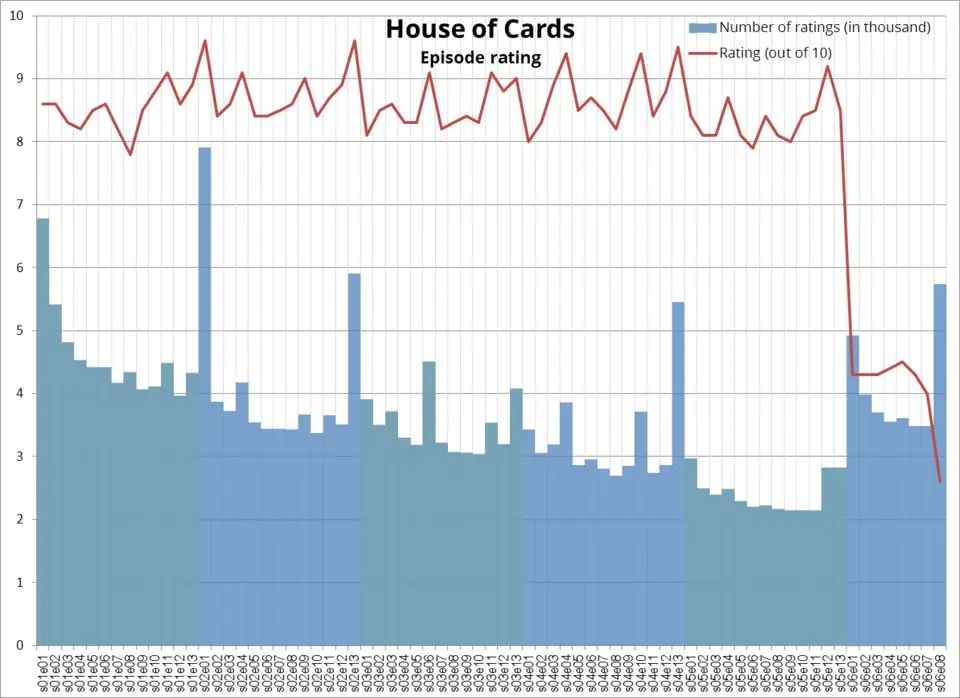 House of Cards
Episode rating
Number of ratings (in thousand)
Rating (out of 10)
10
9
8
7
6
5
4
3
2
1
0
s01e01
s01e02
s01e03
s01e04
s01e05
s01e06
s01e07
s01e08
s01e09
s01e10
s01e11
s01e12
s01e13
s02e01
s02e02
s02e03
s02e04
s02e05
s02e06
s02e07
s02e08
s02e09
s02e10
s02e11
s02e12
s02e13
s03e01
s03e02
s03e03
s03e04
s03e05
s03e06
s03e07
s03e08
s03e09
s03e10
s03e11
s03e12
s03e13
s04e01
s04e02
s04e03
s04e04
s04e05
s04e06
s04e07
s04e08
s04e09
s04e10
s04e11
s04e12
s04e13
s05e01
s05e02
s05e03
s05e04
s05e05
s05e06
s05e07
s05e08
s05e09
s05e10
s05e11
s05e12
s05e13
s06e01
s06e02
s06e03
s06e04
s06e05
s06e06
s06e07
s06e08